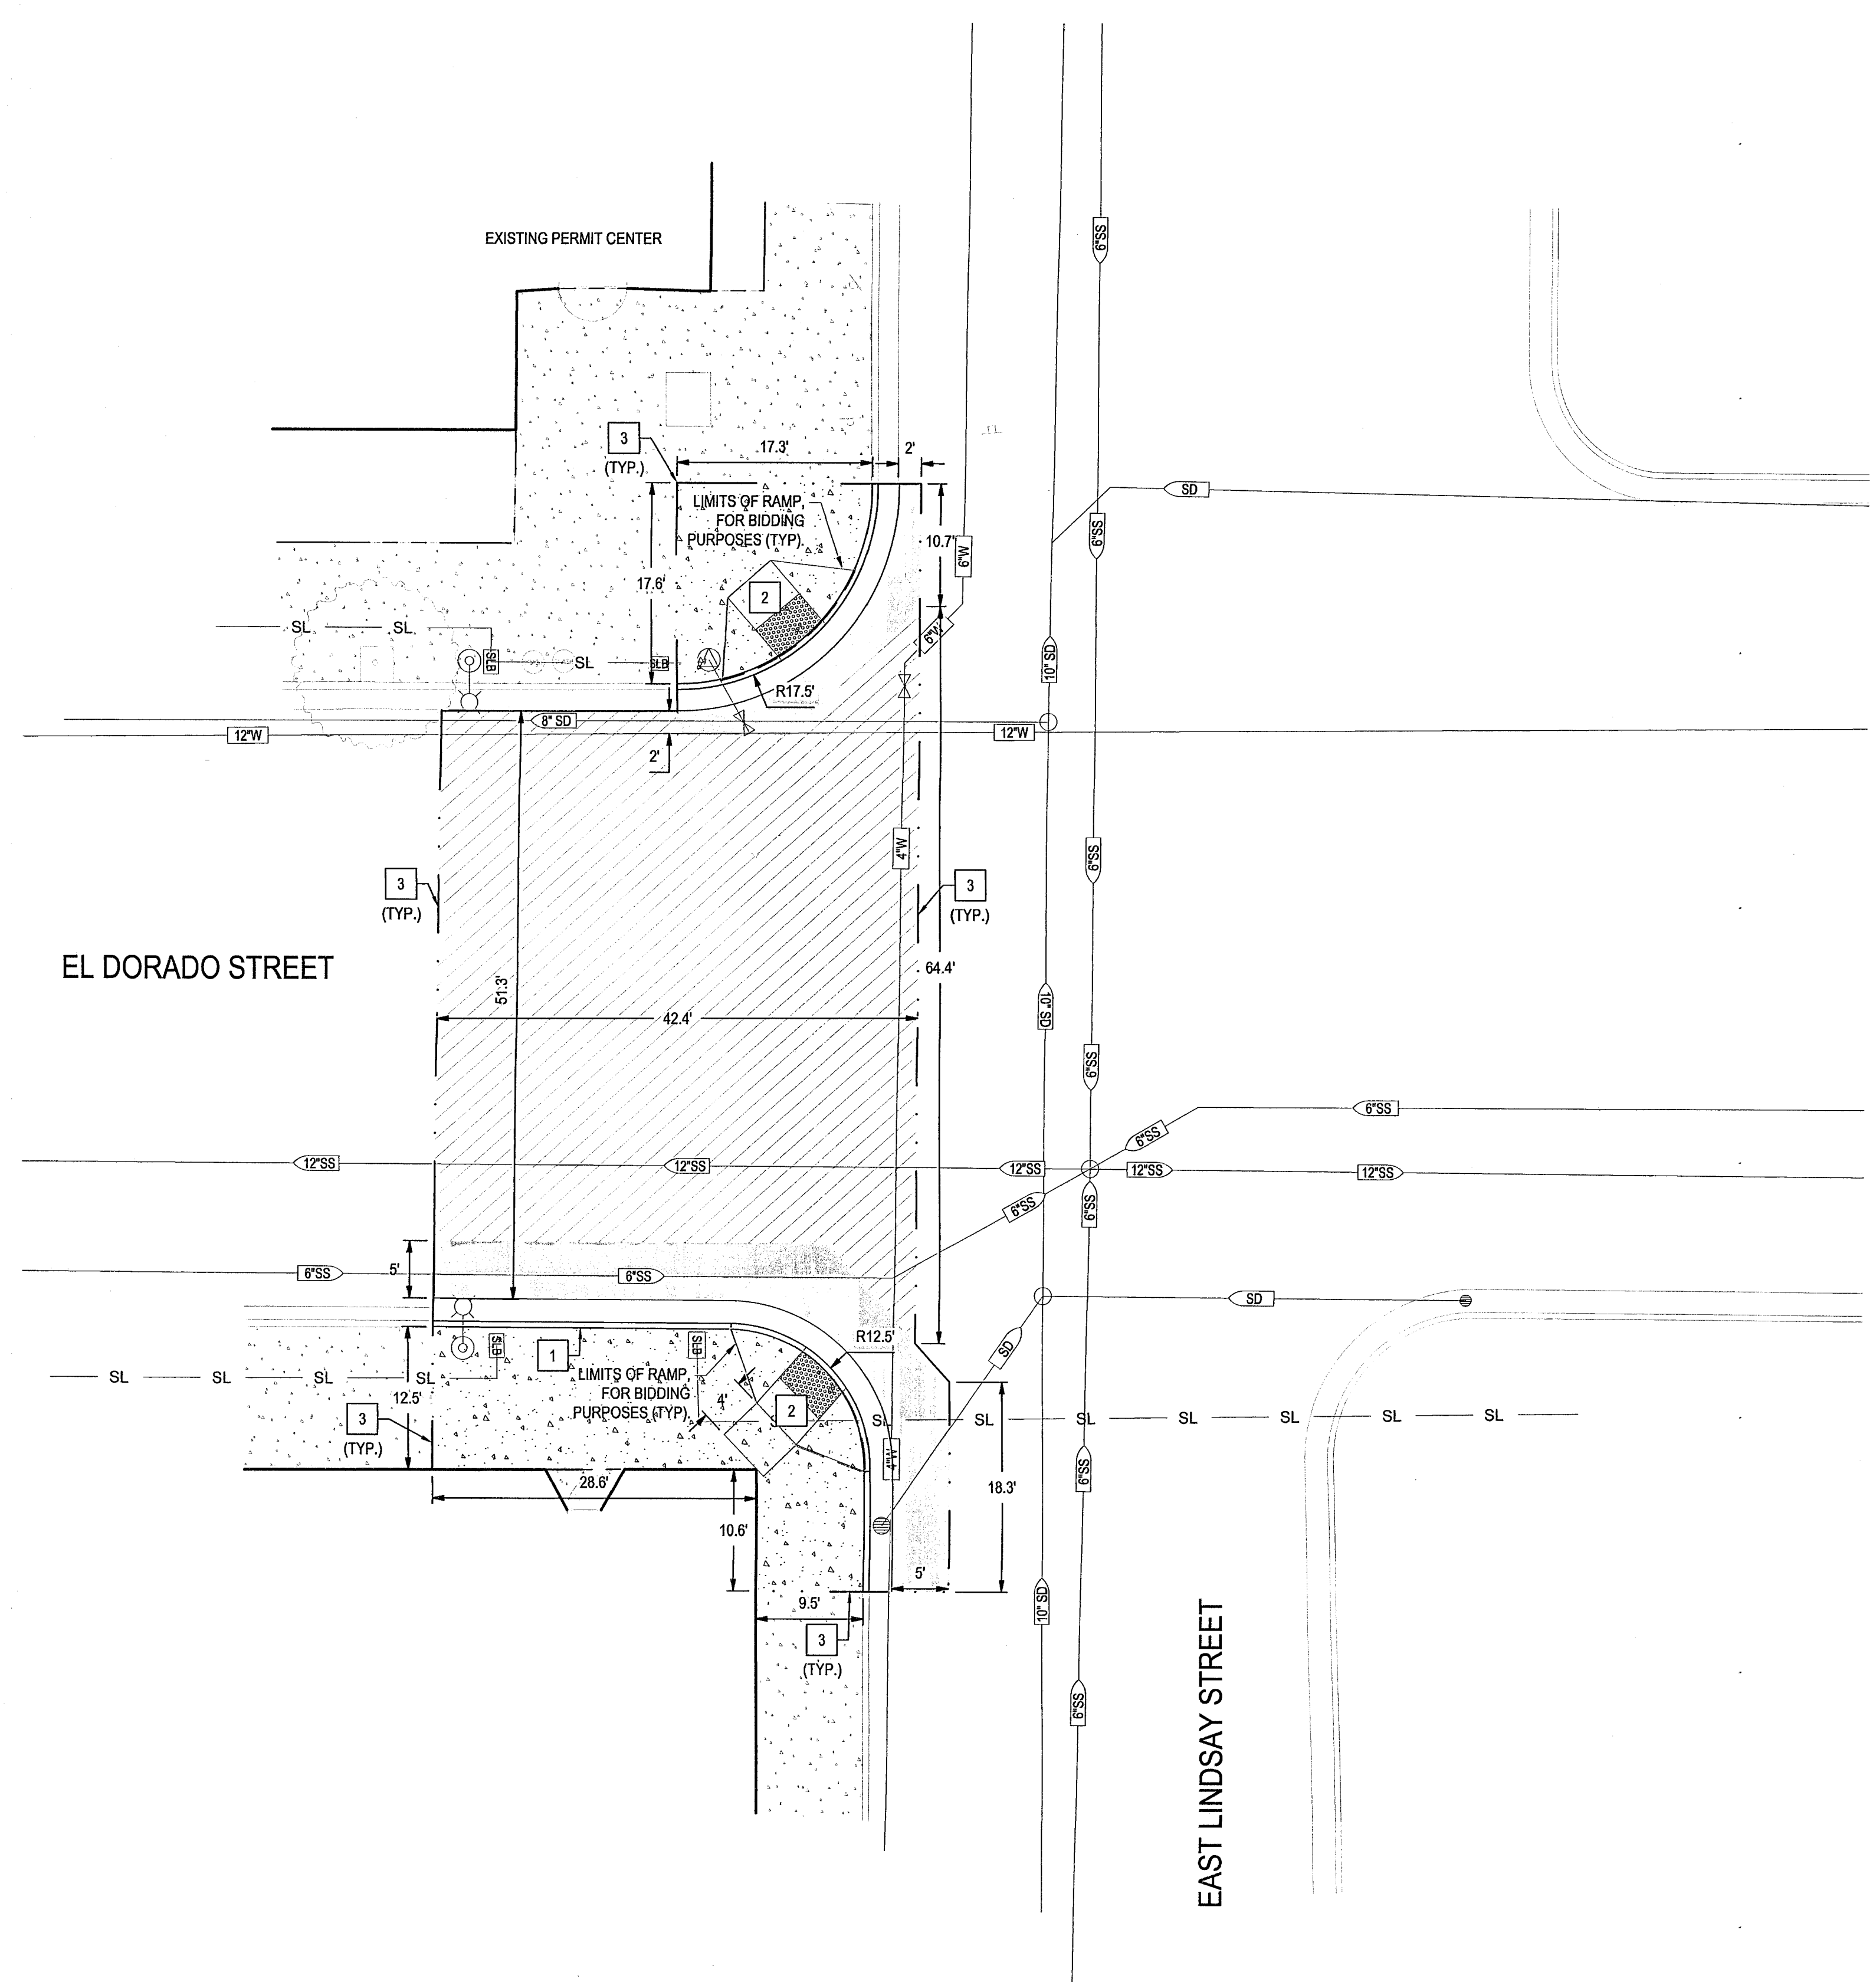 6"SS
EXISTING PERMIT CENTER
3
(TYP.)
17.3'
2'
SD
LIMITS OF RAMP,
FOR BIDDING
PURPOSES (TYP).
6"SS
10.7'
6"W
17.6'
2
SL
SL
6"W
SLB
SL
SLB
10" SD
R17.5'
8" SD
12"W
12"W
2'
4"W
6"SS
3
(TYP.)
3
(TYP.)
EL DORADO STREET
64.4'
51.3'
10" SD
42.4'
6"SS
6"SS
6"SS
12"SS
12"SS
12"SS
12"SS
12"SS
6"SS
6"SS
5'
6"SS
6"SS
SD
R12.5'
SD
SLB
1
SLB
SL
SL
SL
SL
LIMITS OF RAMP,
FOR BIDDING
PURPOSES (TYP).
4'
12.5'
2
3
(TYP.)
SL
SL
SL
SL
SL
SL
SL
4"W
6"SS
28.6'
18.3'
10.6'
5'
9.5'
10" SD
3
(TYP.)
6"SS
EAST LINDSAY STREET